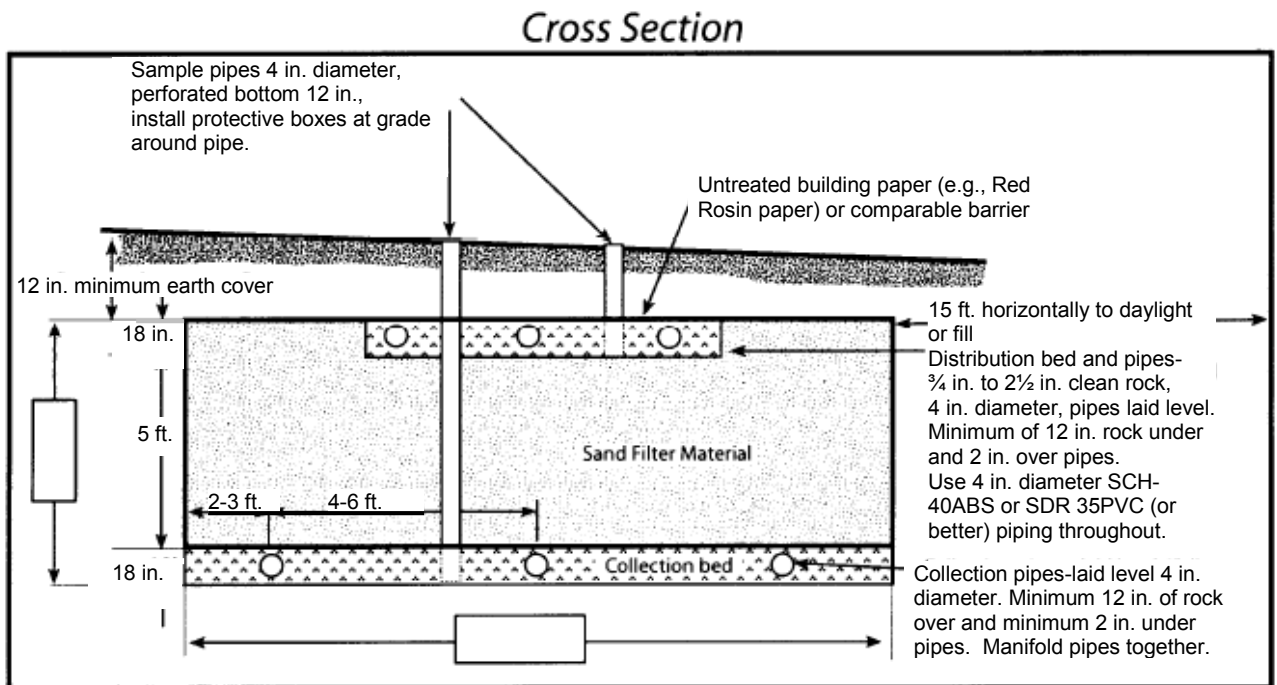 Cross Section
Sample pipes 4 in. diameter,
perforated bottom 12 in.,
install protective boxes at grade
around pipe.
Untreated building paper (e.g., Red
Rosin paper) or comparable barrier
12 in. minimum earth cover
18 in.
15 ft. horizontally to daylight
or fill
Distribution bed and pipes-
¾ in. to 2½ in. clean rock,
4 in. diameter, pipes laid level.
Minimum of 12 in. rock under
and 2 in. over pipes.
Use 4 in. diameter SCH-
40ABS or SDR 35PVC (or
better) piping throughout.
5 ft.
Sand Filter Material
2-3 ft.
4-6 ft.
18 in.
Collection bed
Collection pipes-laid level 4 in.
diameter. Minimum 12 in. of rock
over and minimum 2 in. under
pipes. Manifold pipes together.